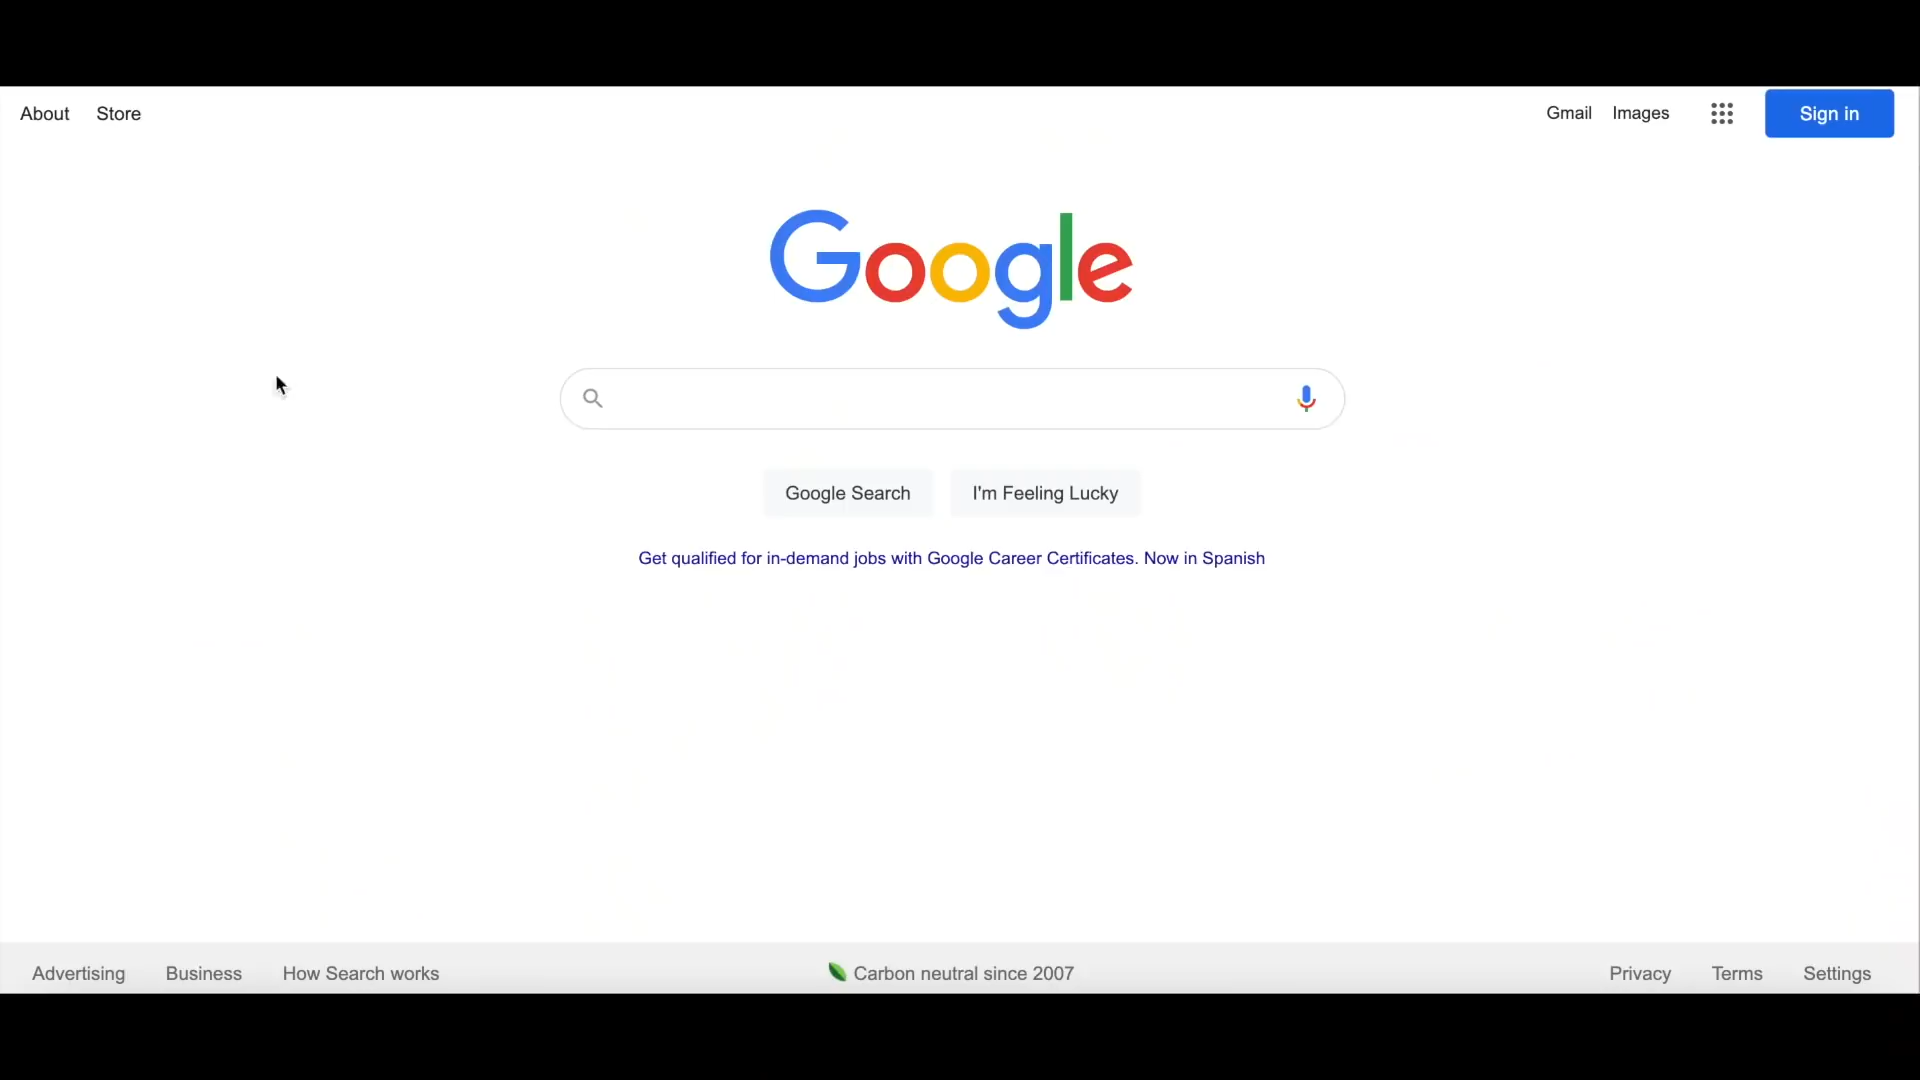 About Store Gmail Images Sign in
Google
Google Search I'm Feeling Lucky
Get qualified for in-demand jobs with Google Career Certificates. Now in Spanish
Advertising Business How Search works Carbon neutral since 2007 Privacy Terms Settings